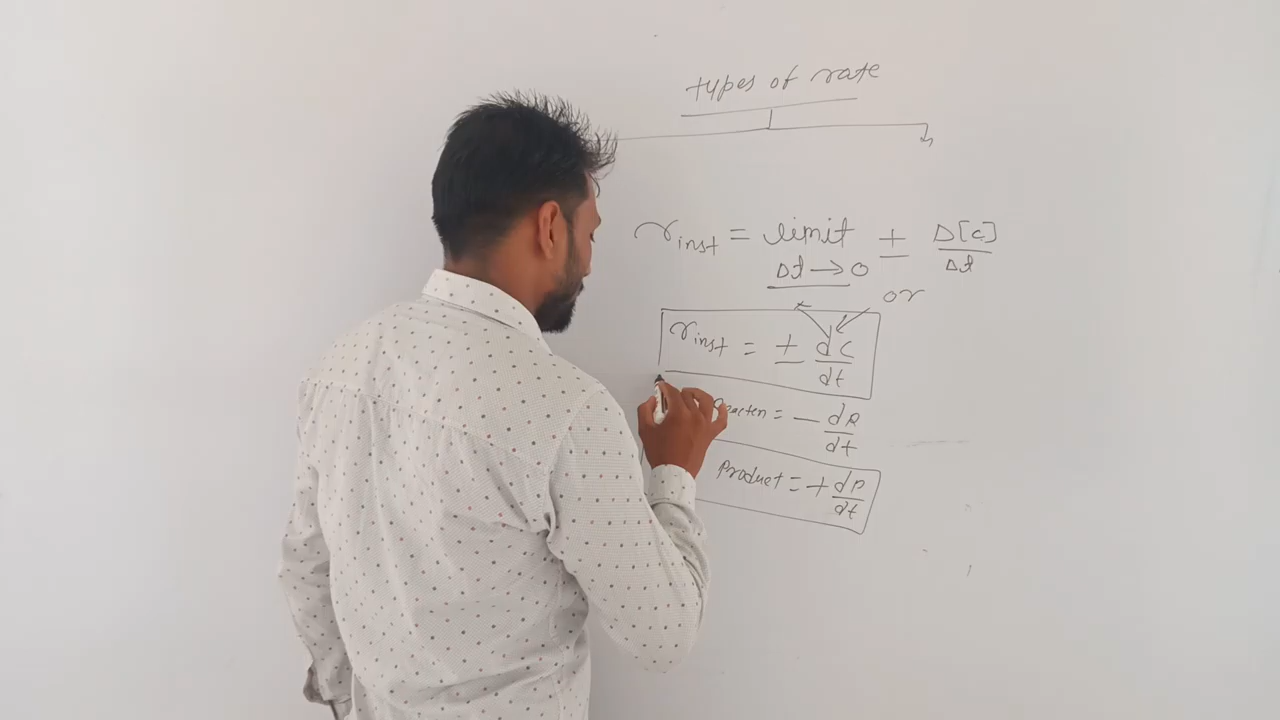 types of rate
r inst = limit ± Δ[c]/Δt
Δt → 0
or
r inst = ± dc/dt
= - dR/dt
Product = + dP/dt